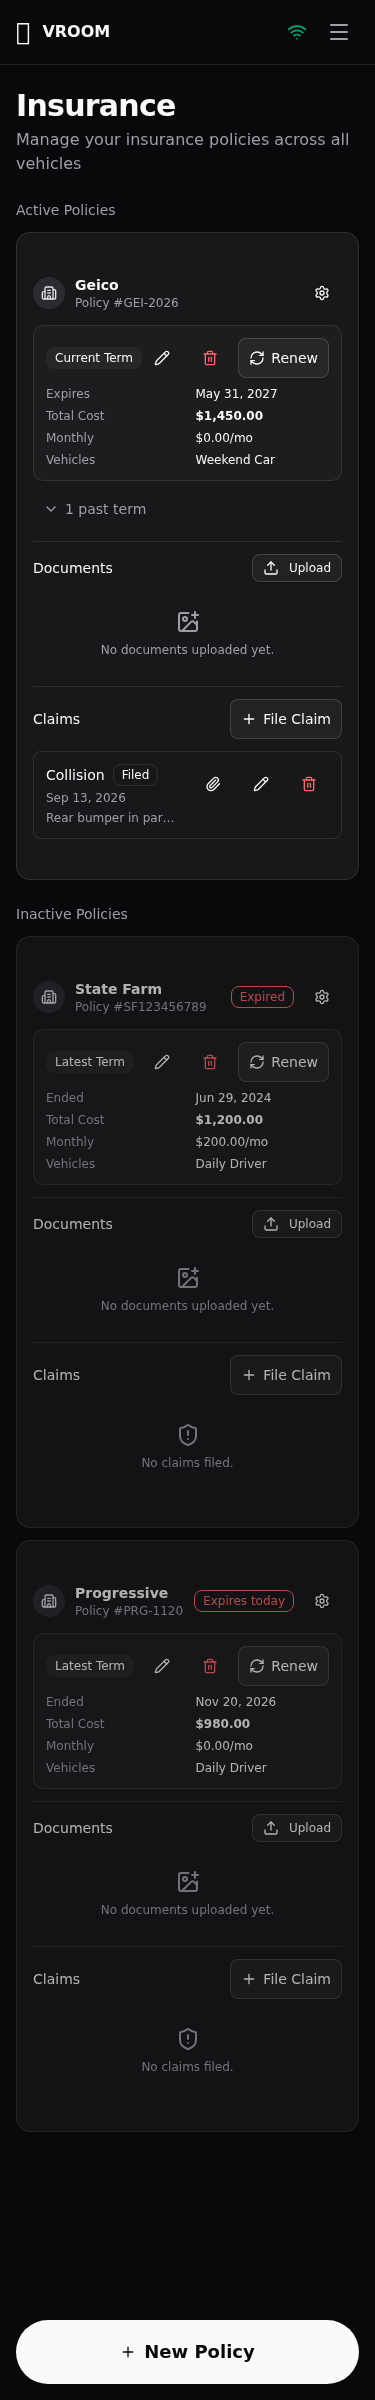 VROOM
Insurance
Manage your insurance policies across all
vehicles
Active Policies
Geico
Policy #GEI-2026
Current Term
Renew
Expires May 31, 2027
Total Cost $1,450.00
Monthly $0.00/mo
Vehicles Weekend Car
1 past term
Documents Upload
No documents uploaded yet.
Claims File Claim
Collision Filed
Sep 13, 2026
Rear bumper in par…
Inactive Policies
State Farm
Policy #SF123456789
Expired
Latest Term Renew
Ended Jun 29, 2024
Total Cost $1,200.00
Monthly $200.00/mo
Vehicles Daily Driver
Documents Upload
No documents uploaded yet.
Claims File Claim
No claims filed.
Progressive
Policy #PRG-1120
Expires today
Latest Term Renew
Ended Nov 20, 2026
Total Cost $980.00
Monthly $0.00/mo
Vehicles Daily Driver
Documents Upload
No documents uploaded yet.
Claims File Claim
No claims filed.
New Policy